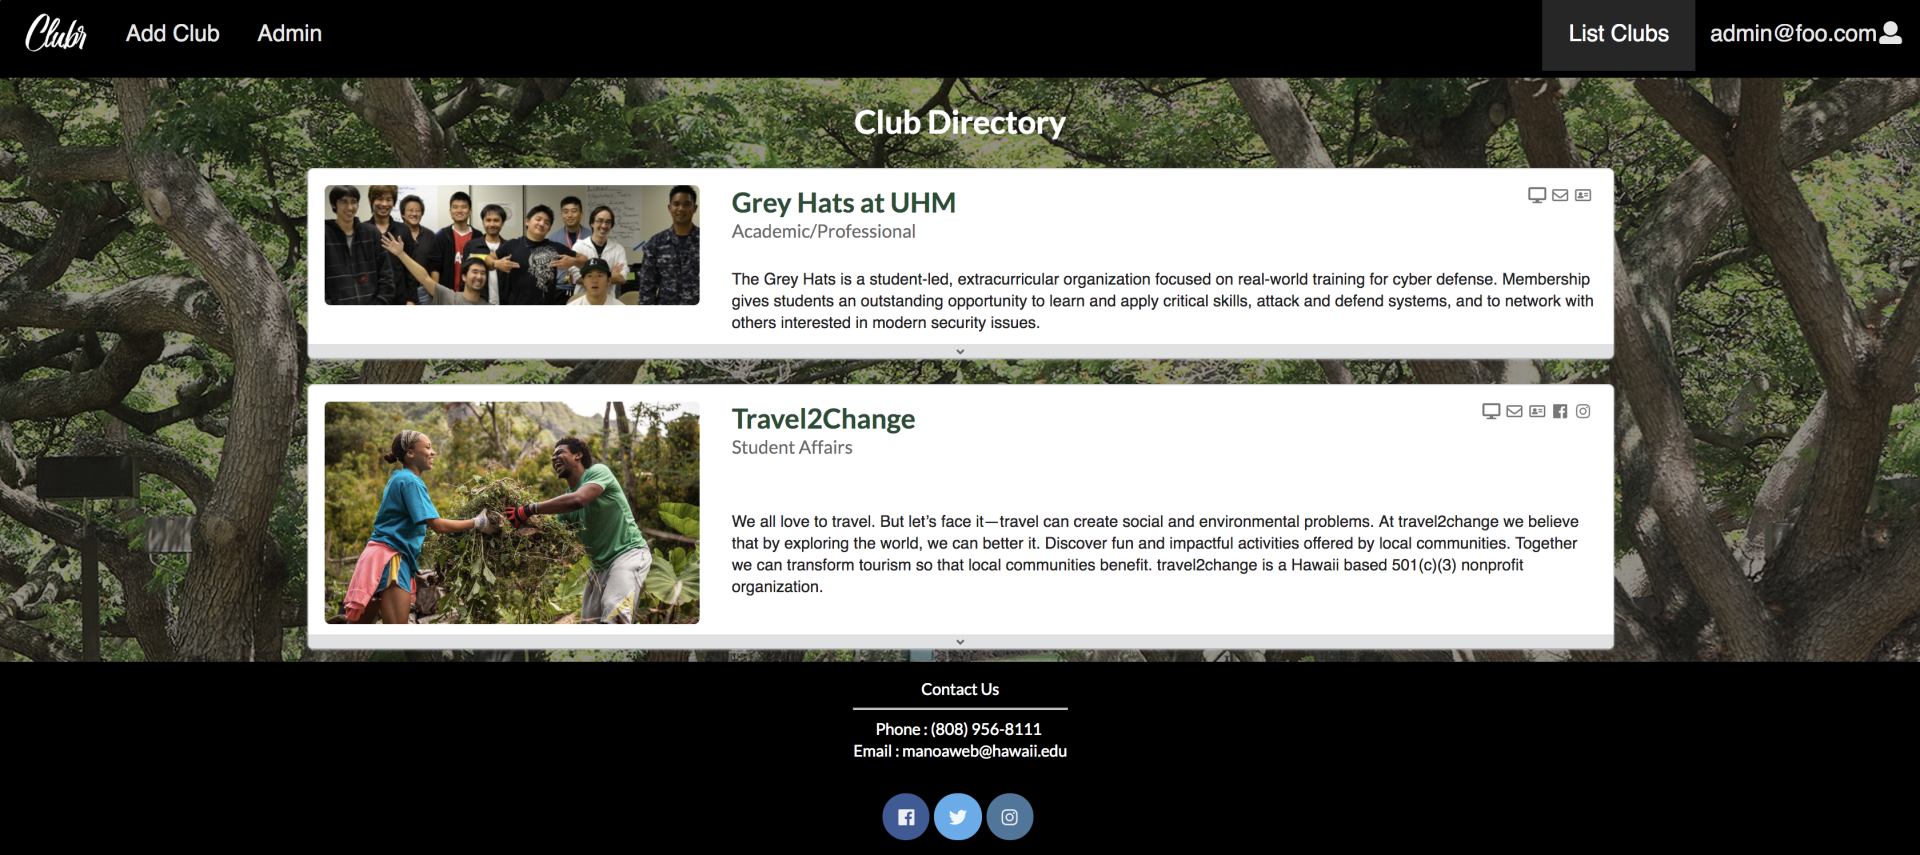 Clubr Add Club Admin List Clubs admin@foo.com
Club Directory
Grey Hats at UHM
Academic/Professional
The Grey Hats is a student-led, extracurricular organization focused on real-world training for cyber defense. Membership
gives students an outstanding opportunity to learn and apply critical skills, attack and defend systems, and to network with
others interested in modern security issues.
Travel2Change
Student Affairs
We all love to travel. But let’s face it—travel can create social and environmental problems. At travel2change we believe
that by exploring the world, we can better it. Discover fun and impactful activities offered by local communities. Together
we can transform tourism so that local communities benefit. travel2change is a Hawaii based 501(c)(3) nonprofit
organization.
Contact Us
Phone : (808) 956-8111
Email : manoaweb@hawaii.edu